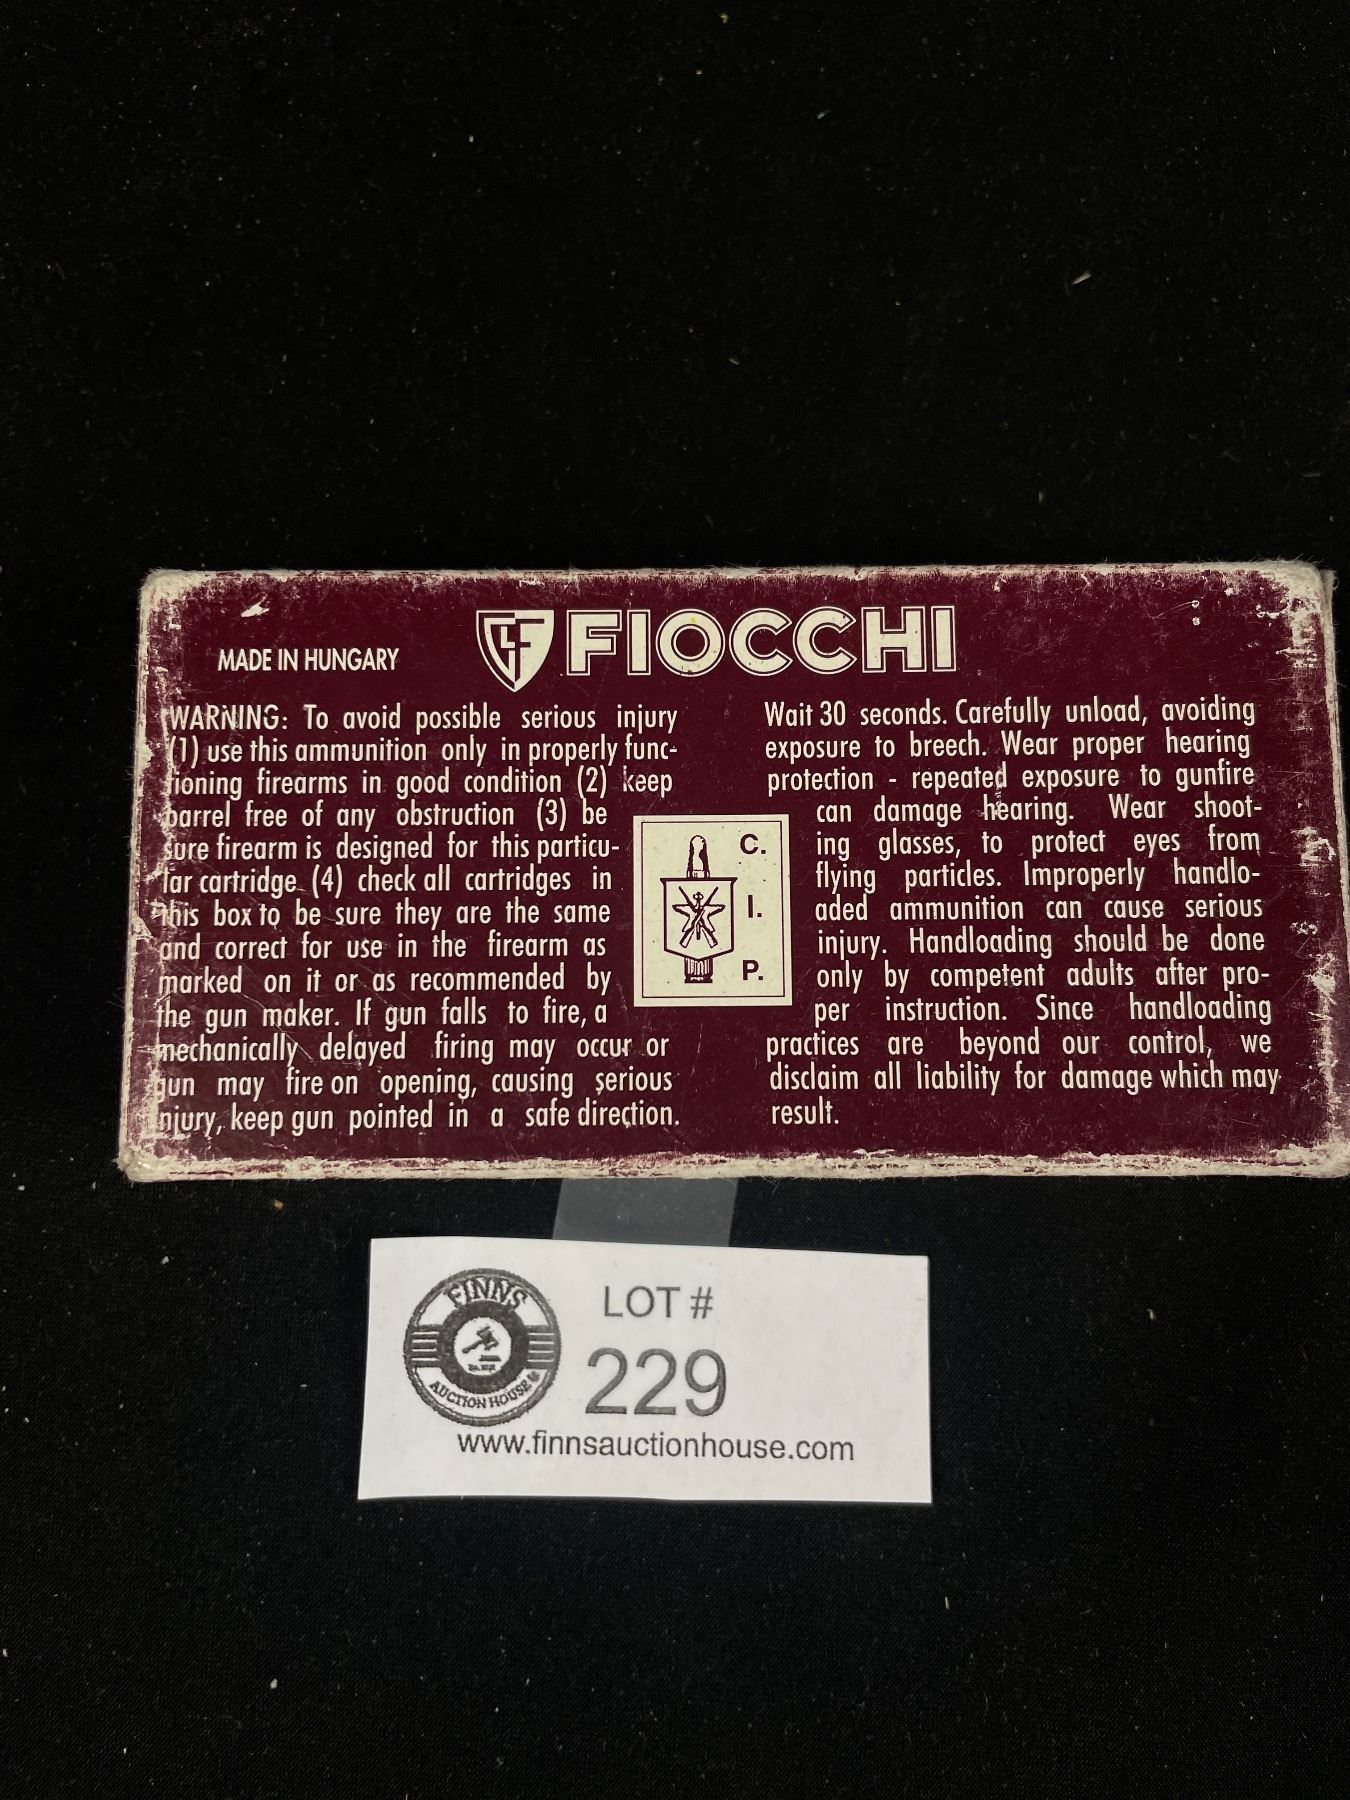 MADE IN HUNGARY
GLF FIOCCHI
WARNING: To avoid possible serious injury
(1) use this ammunition only in properly func-
tioning firearms in good condition (2) keep
barrel free of any obstruction (3) be
sure firearm is designed for this particu-
lar cartridge (4) check all cartridges in
this box to be sure they are the same
and correct for use in the firearm as
marked on it or as recommended by
the gun maker. If gun falls to fire, a
mechanically delayed firing may occur or
gun may fire on opening, causing serious
injury, keep gun pointed in a safe direction.
Wait 30 seconds. Carefully unload, avoiding
exposure to breech. Wear proper hearing
protection - repeated exposure to gunfire
can damage hearing. Wear shoot-
ing glasses, to protect eyes from
flying particles. Improperly handlo-
aded ammunition can cause serious
injury. Handloading should be done
only by competent adults after pro-
per instruction. Since handloading
practices are beyond our control, we
disclaim all liability for damage which may
result.
C.
I.
P.
FINNS
AUCTION HOUSE
LOT #
229
www.finnsauctionhouse.com